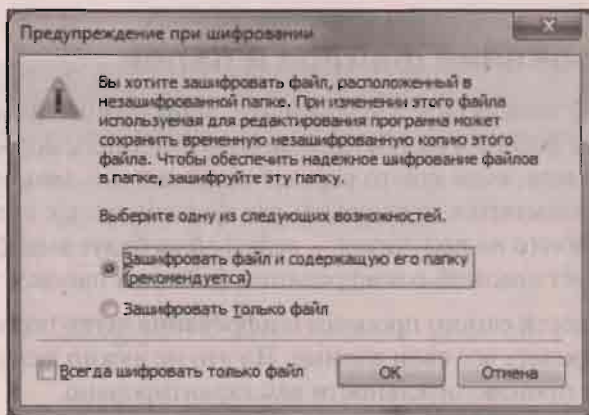 Предупреждение при шифровании
Вы хотите зашифровать файл, расположенный в
незашифрованной папке. При изменении этого файла
используемая для редактирования программа может
сохранить временную незашифрованную копию этого
файла. Чтобы обеспечить надежное шифрование файлов
в папке, зашифруйте эту папку.
Выберите одну из следующих возможностей.
Зашифровать файл и содержащую его папку
(рекомендуется)
Зашифровать только файл
Всегда шифровать только файл
ОК
Отмена